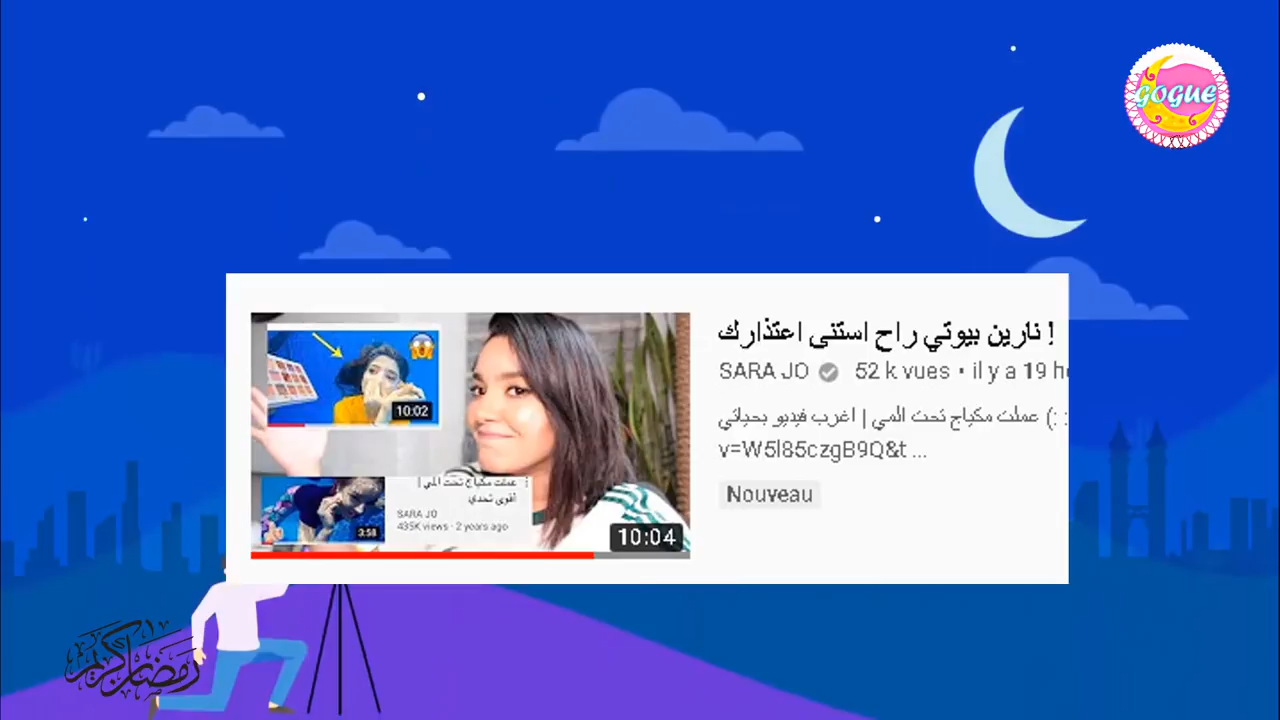 GOGUE
نارين بيوتي راح استنى اعتذارك !
SARA JO 52 k vues • il y a 19 h
عملت مكياج تحت المي | اغرب فيديو بحياتي (: :
v=W5l85czgB9Q&t ...
Nouveau
10:02
عملت مكياج تحت المي |
أقوى تحدي
SARA JO
435K views · 2 years ago
3:58
10:04
رمضان كريم